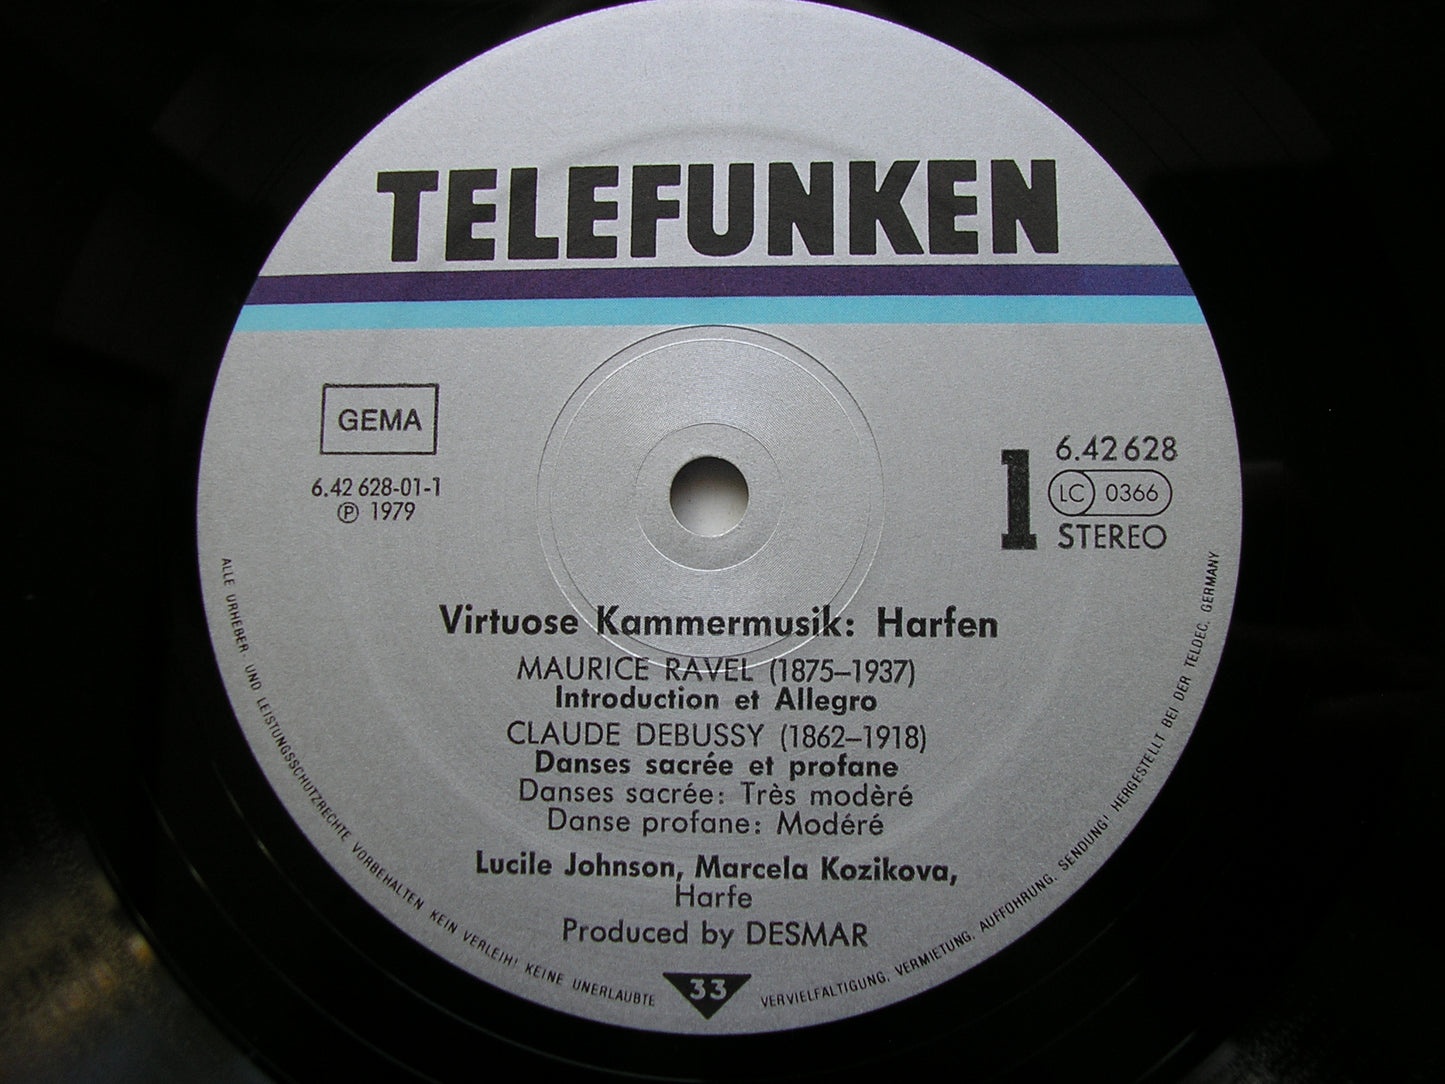 TELEFUNKEN
GEMA
6.42 628-01-1
Ⓟ 1979
1
6.42 628
LC 0366
STEREO
Virtuose Kammermusik: Harfen
MAURICE RAVEL (1875–1937)
Introduction et Allegro
CLAUDE DEBUSSY (1862–1918)
Danses sacrée et profane
Danses sacrée: Très modèré
Danse profane: Modéré
Lucile Johnson, Marcela Kozikova,
Harfe
Produced by DESMAR
33
ALLE URHEBER- UND LEISTUNGSSCHUTZRECHTE VORBEHALTEN KEIN VERLEIH! KEINE UNERLAUBTE VERVIELFALTIGUNG, VERMIETUNG, AUFFOHRUNG, SENDUNG! HERGESTELLT BEI DER TELDEC, GERMANY